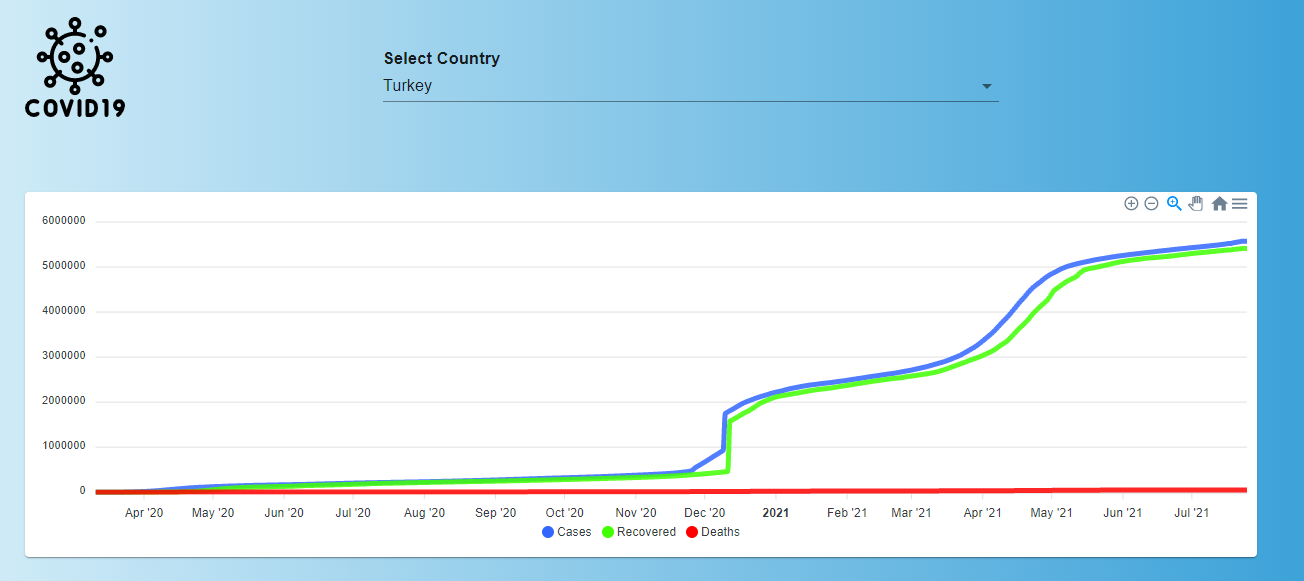 COVID19
Select Country
Turkey
6000000
5000000
4000000
3000000
2000000
1000000
0
Apr '20 May '20 Jun '20 Jul '20 Aug '20 Sep '20 Oct '20 Nov '20 Dec '20 2021 Feb '21 Mar '21 Apr '21 May '21 Jun '21 Jul '21
Cases Recovered Deaths